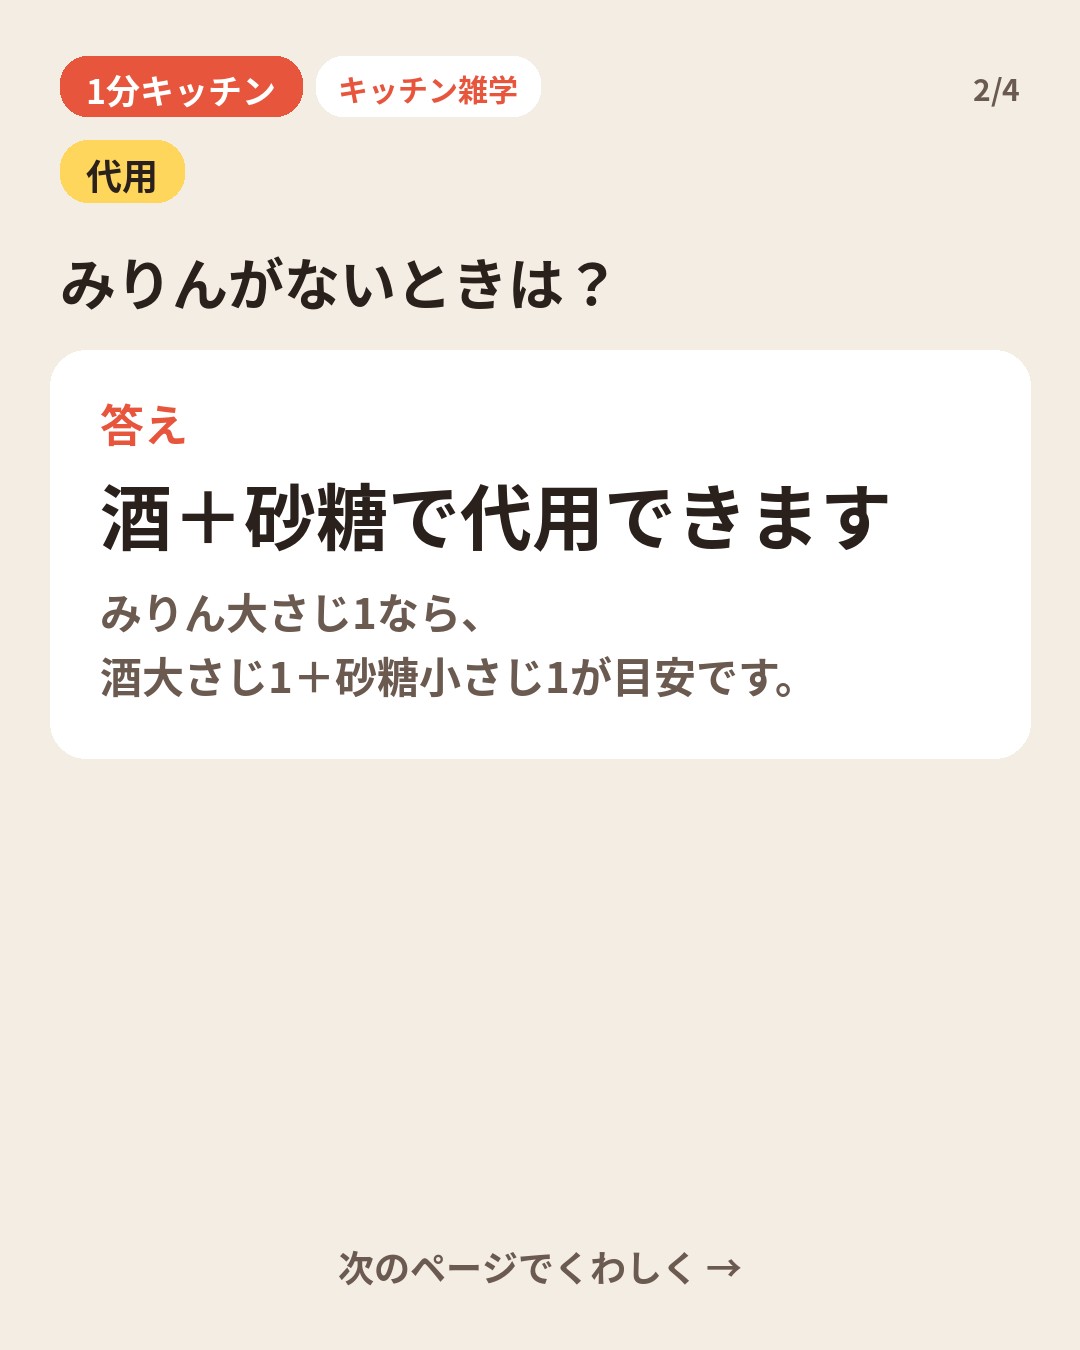 1分キッチン
キッチン雑学
2/4
代用
みりんがないときは？
答え
酒＋砂糖で代用できます
みりん大さじ1なら、
酒大さじ1＋砂糖小さじ1が目安です。
次のページでくわしく →